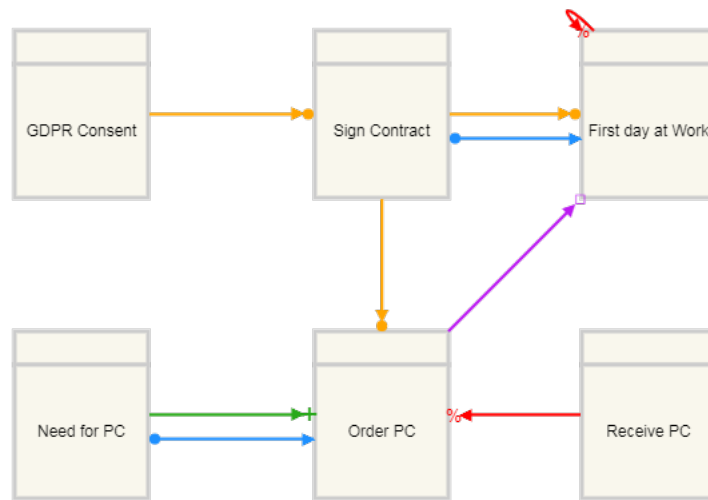 %
GDPR Consent
Sign Contract
First day at Work
Need for PC
+
Order PC
%
Receive PC